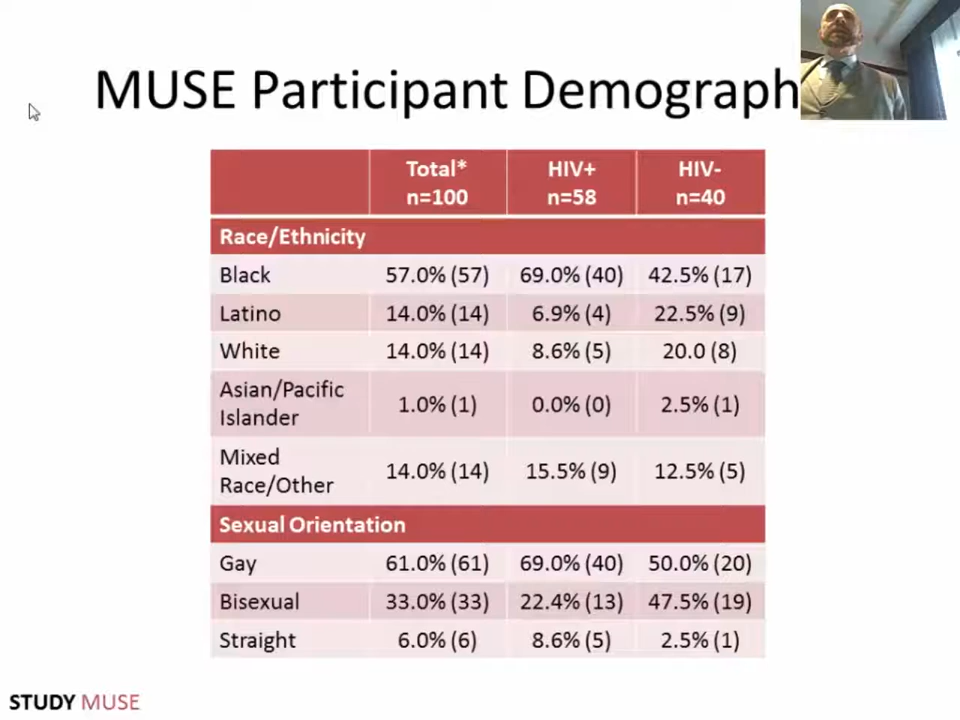 MUSE Participant Demograph
Total* HIV+ HIV-
n=100 n=58 n=40
Race/Ethnicity
Black 57.0% (57) 69.0% (40) 42.5% (17)
Latino 14.0% (14) 6.9% (4) 22.5% (9)
White 14.0% (14) 8.6% (5) 20.0 (8)
Asian/Pacific
Islander 1.0% (1) 0.0% (0) 2.5% (1)
Mixed
Race/Other 14.0% (14) 15.5% (9) 12.5% (5)
Sexual Orientation
Gay 61.0% (61) 69.0% (40) 50.0% (20)
Bisexual 33.0% (33) 22.4% (13) 47.5% (19)
Straight 6.0% (6) 8.6% (5) 2.5% (1)
STUDY MUSE